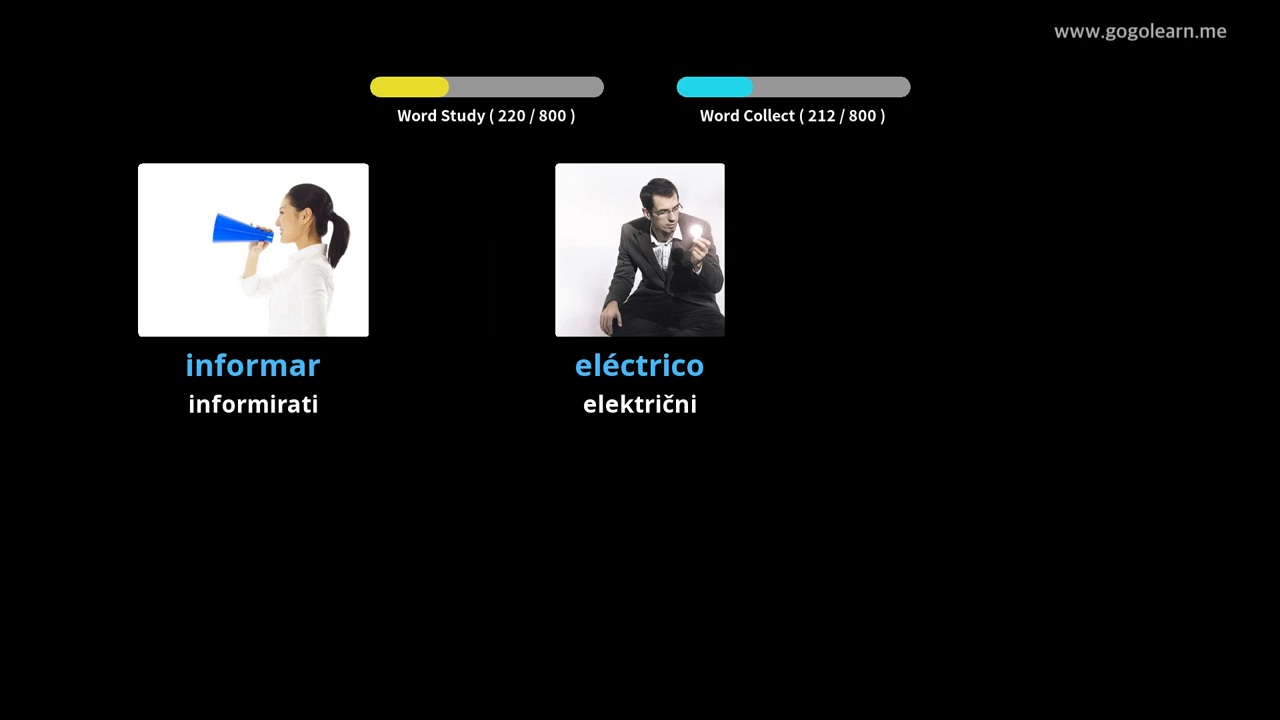 www.gogolearn.me
Word Study ( 220 / 800 )
Word Collect ( 212 / 800 )
informar
informirati
eléctrico
električni